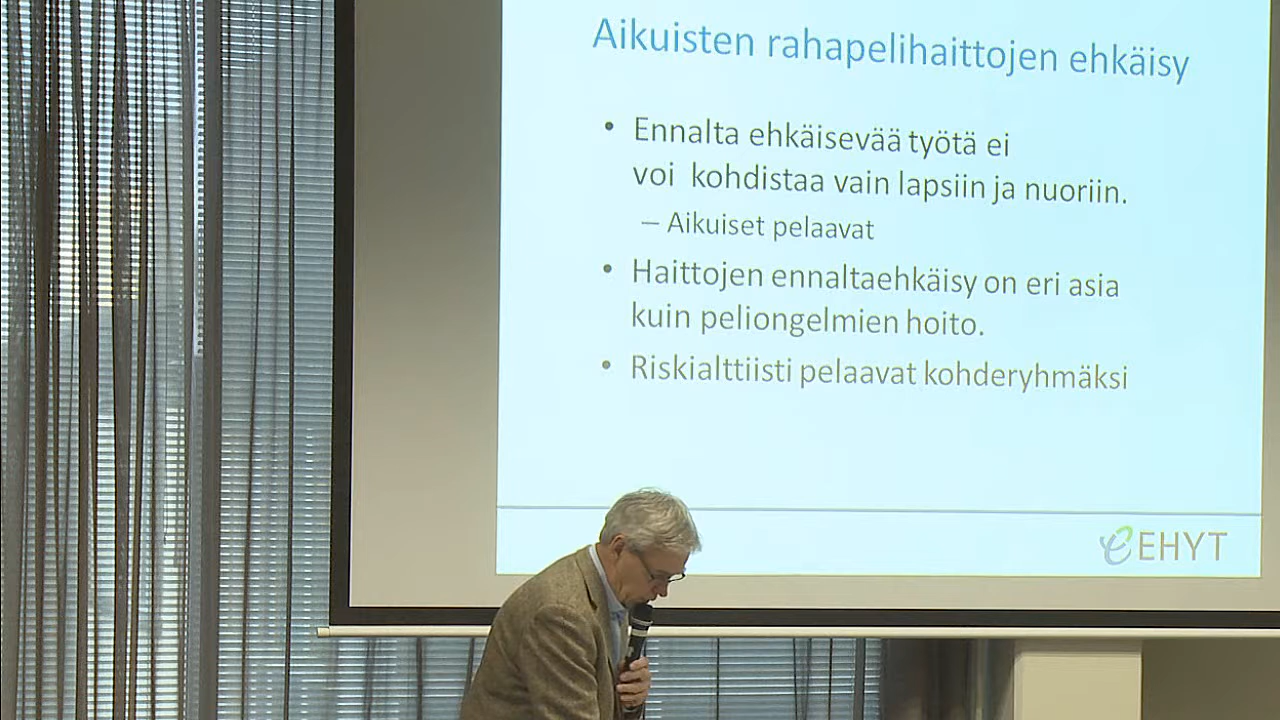 Aikuisten rahapelihaittojen ehkäisy
• Ennalta ehkäisevää työtä ei
voi kohdistaa vain lapsiin ja nuoriin.
– Aikuiset pelaavat
• Haittojen ennaltaehkäisy on eri asia
kuin peliongelmien hoito.
• Riskialttiisti pelaavat kohderyhmäksi
EHYT